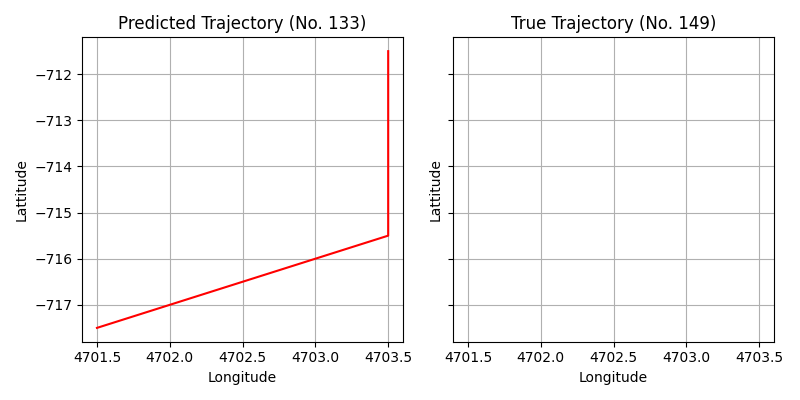 Predicted Trajectory (No. 133)
True Trajectory (No. 149)
−712
−713
−714
−715
−716
−717
Lattitude
Lattitude
4701.5 4702.0 4702.5 4703.0 4703.5
4701.5 4702.0 4702.5 4703.0 4703.5
Longitude
Longitude